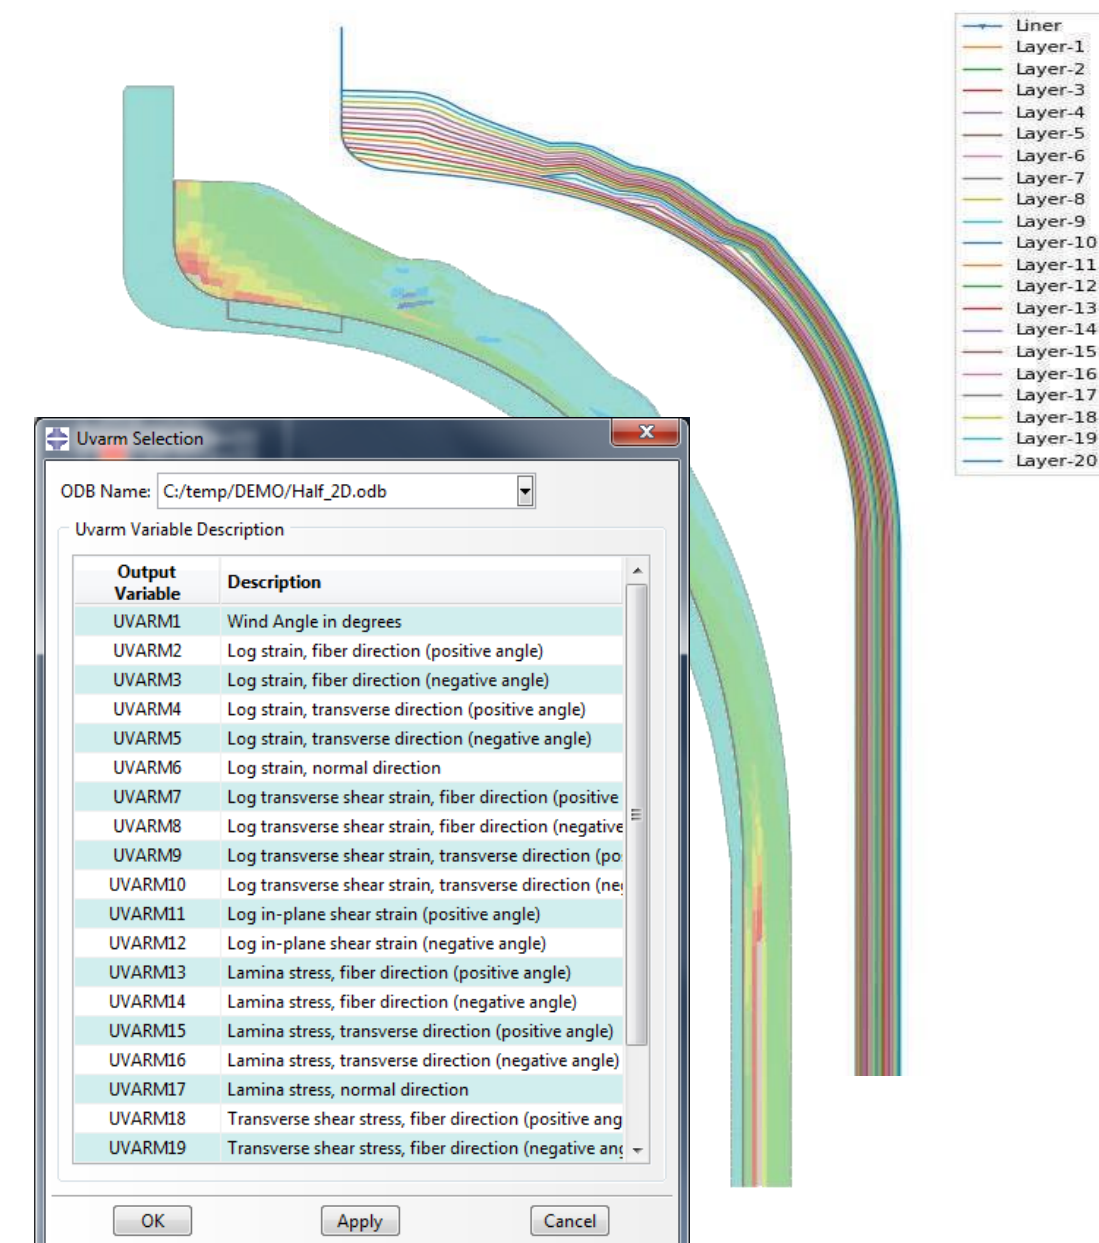 Liner
Layer-1
Layer-2
Layer-3
Layer-4
Layer-5
Layer-6
Layer-7
Layer-8
Layer-9
Layer-10
Layer-11
Layer-12
Layer-13
Layer-14
Layer-15
Layer-16
Layer-17
Layer-18
Layer-19
Layer-20
Uvarm Selection
ODB Name: C:/temp/DEMO/Half_2D.odb
Uvarm Variable Description
Output Variable Description
UVARM1 Wind Angle in degrees
UVARM2 Log strain, fiber direction (positive angle)
UVARM3 Log strain, fiber direction (negative angle)
UVARM4 Log strain, transverse direction (positive angle)
UVARM5 Log strain, transverse direction (negative angle)
UVARM6 Log strain, normal direction
UVARM7 Log transverse shear strain, fiber direction (positive
UVARM8 Log transverse shear strain, fiber direction (negative
UVARM9 Log transverse shear strain, transverse direction (po
UVARM10 Log transverse shear strain, transverse direction (neg
UVARM11 Log in-plane shear strain (positive angle)
UVARM12 Log in-plane shear strain (negative angle)
UVARM13 Lamina stress, fiber direction (positive angle)
UVARM14 Lamina stress, fiber direction (negative angle)
UVARM15 Lamina stress, transverse direction (positive angle)
UVARM16 Lamina stress, transverse direction (negative angle)
UVARM17 Lamina stress, normal direction
UVARM18 Transverse shear stress, fiber direction (positive ang
UVARM19 Transverse shear stress, fiber direction (negative ang
OK Apply Cancel